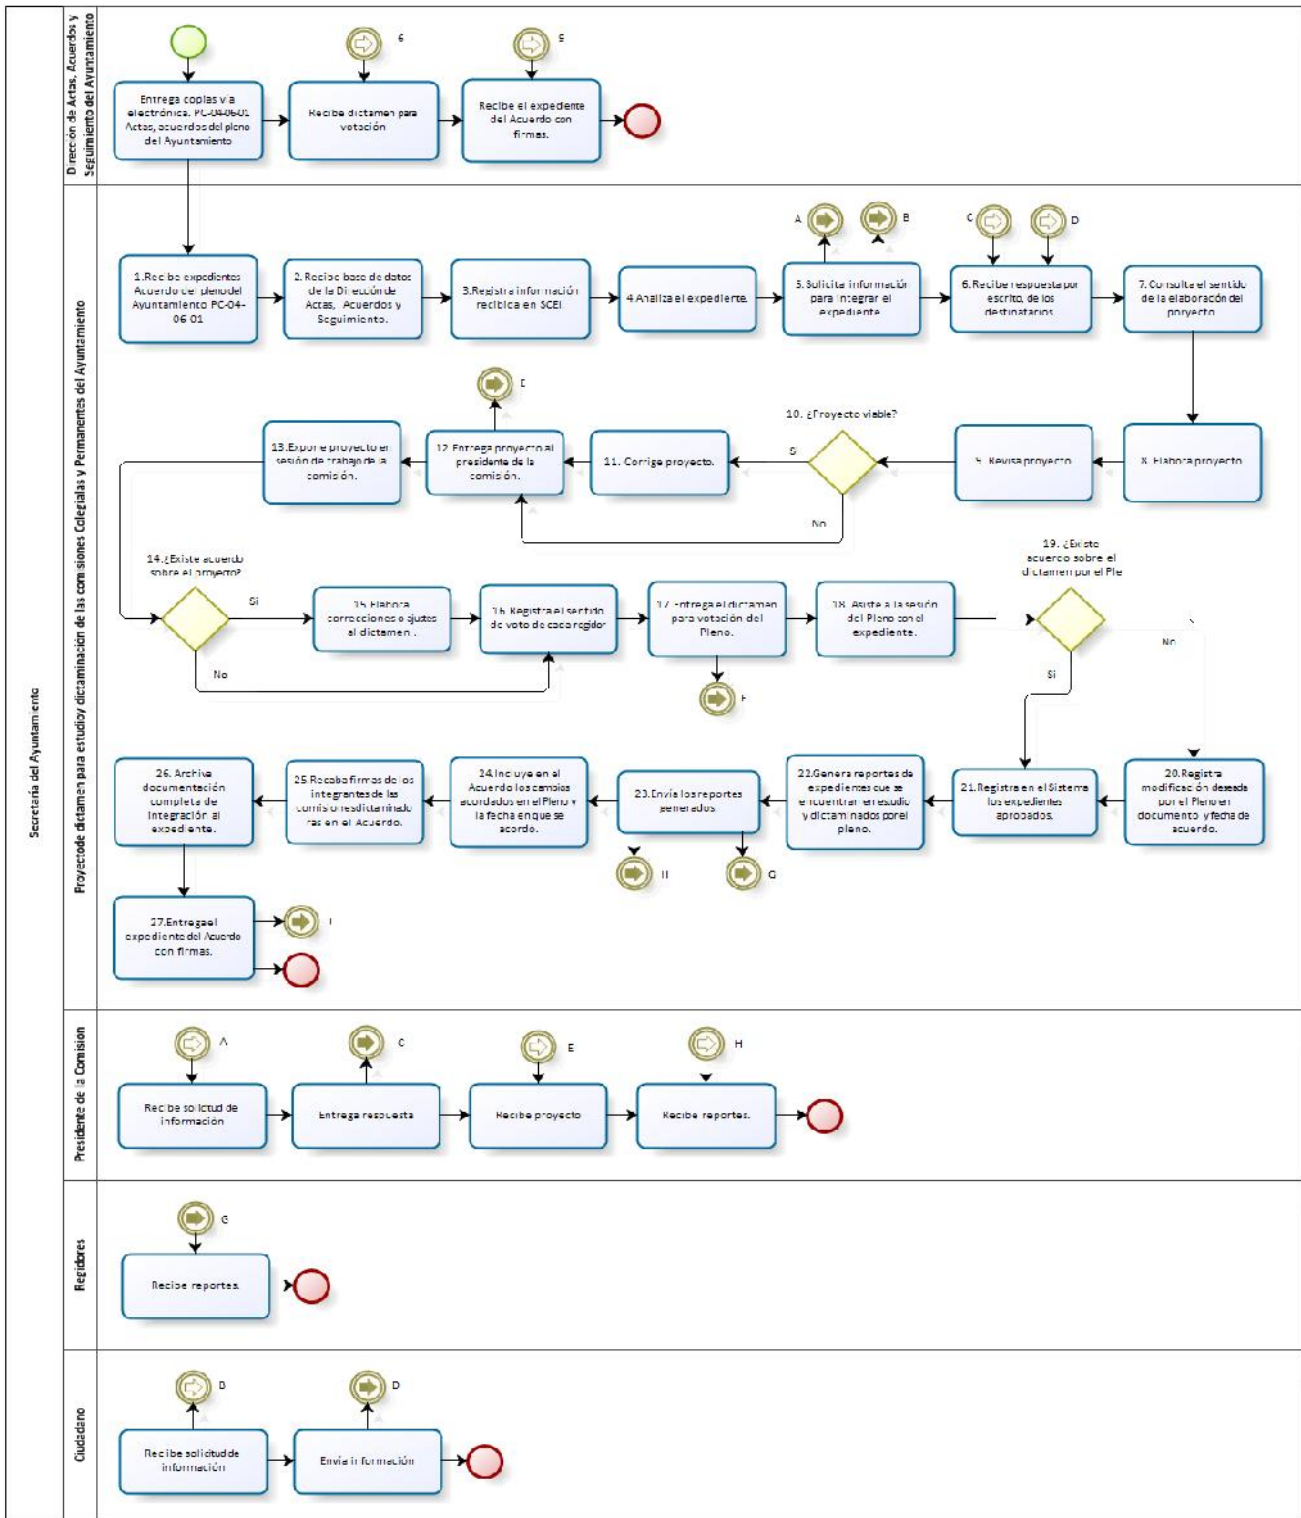 Secretaría del Ayuntamiento
Dirección de Actas, Acuerdos y
Seguimiento del Ayuntamiento
6
9
Entrega copias vía
electrónica. PC-04-06-01
Actas, acuerdos del pleno
del Ayuntamiento
Recibe dictamen para
votación
Recibe el expediente
del Acuerdo con
firmas.
Proyecto de dictamen para estudio y dictaminación de las comisiones Colegialas y Permanentes del Ayuntamiento
A
B
C
D
1.Recibe expedientes
Acuerdo del pleno del
Ayuntamiento PC-04-
06-01
2.Recibe base de datos
de la Dirección de
Actas, Acuerdos y
Seguimiento.
3.Registra información
recibica en SCEI
4.Analiza el expediente.
5.Solicita información
para integrar el
expediente.
6.Recibe respuesta por
escrito, de los
destinatarios
7.Consulta el sentido
de la elaboración del
poryecto
E
10. ¿Proyecto viable?
13.Expone proyecto en
sesión de trabajo de la
comisión.
12.Entrega proyecto al
presidente de la
comisión.
11. Corrige proyecto.
Si
No
9. Revisa proyecto
8. Elabora proyecto
14.¿Existe acuerdo
sobre el proyecto?
Si
No
15.Elabora
correcciones o ajustes
al dictamen.
16.Registra el sentido
de voto de cada regidor
17.Entrega el dictamen
para votación del
Pleno.
18. Asiste a la sesión
del Pleno con el
expediente.
19. ¿Existe
acuerdo sobre el
dictamen por el Ple
No
Si
F
26. Archiva
documentación
completa de
integración al
expediente.
25.Recaba firmas de los
integrantes de las
comisiones dictaminado
ras en el Acuerdo.
24.Incluye en el
Acuerdo los cambios
acordados en el Pleno y
la fecha en que se
acordo.
23.Envía los reportes
generados.
22.Genera reportes de
expedientes que se
encuentran en estudio
y dictaminados por el
pleno.
21.Registra en el Sistema
los expedientes
aprobados.
20.Registra
modificación deseada
por el Pleno en
documento y fecha de
acuerdo.
H
G
27.Entrega el
expediente del Acuerdo
con firmas.
Presidente de la Comision
A
C
E
H
Recibe solicitud de
información
Entrega respuesta
Recibe proyecto
Recibe reportes.
Regidores
G
Recibe reportes.
Ciudadano
B
D
Recibe solicitud de
información
Envía información